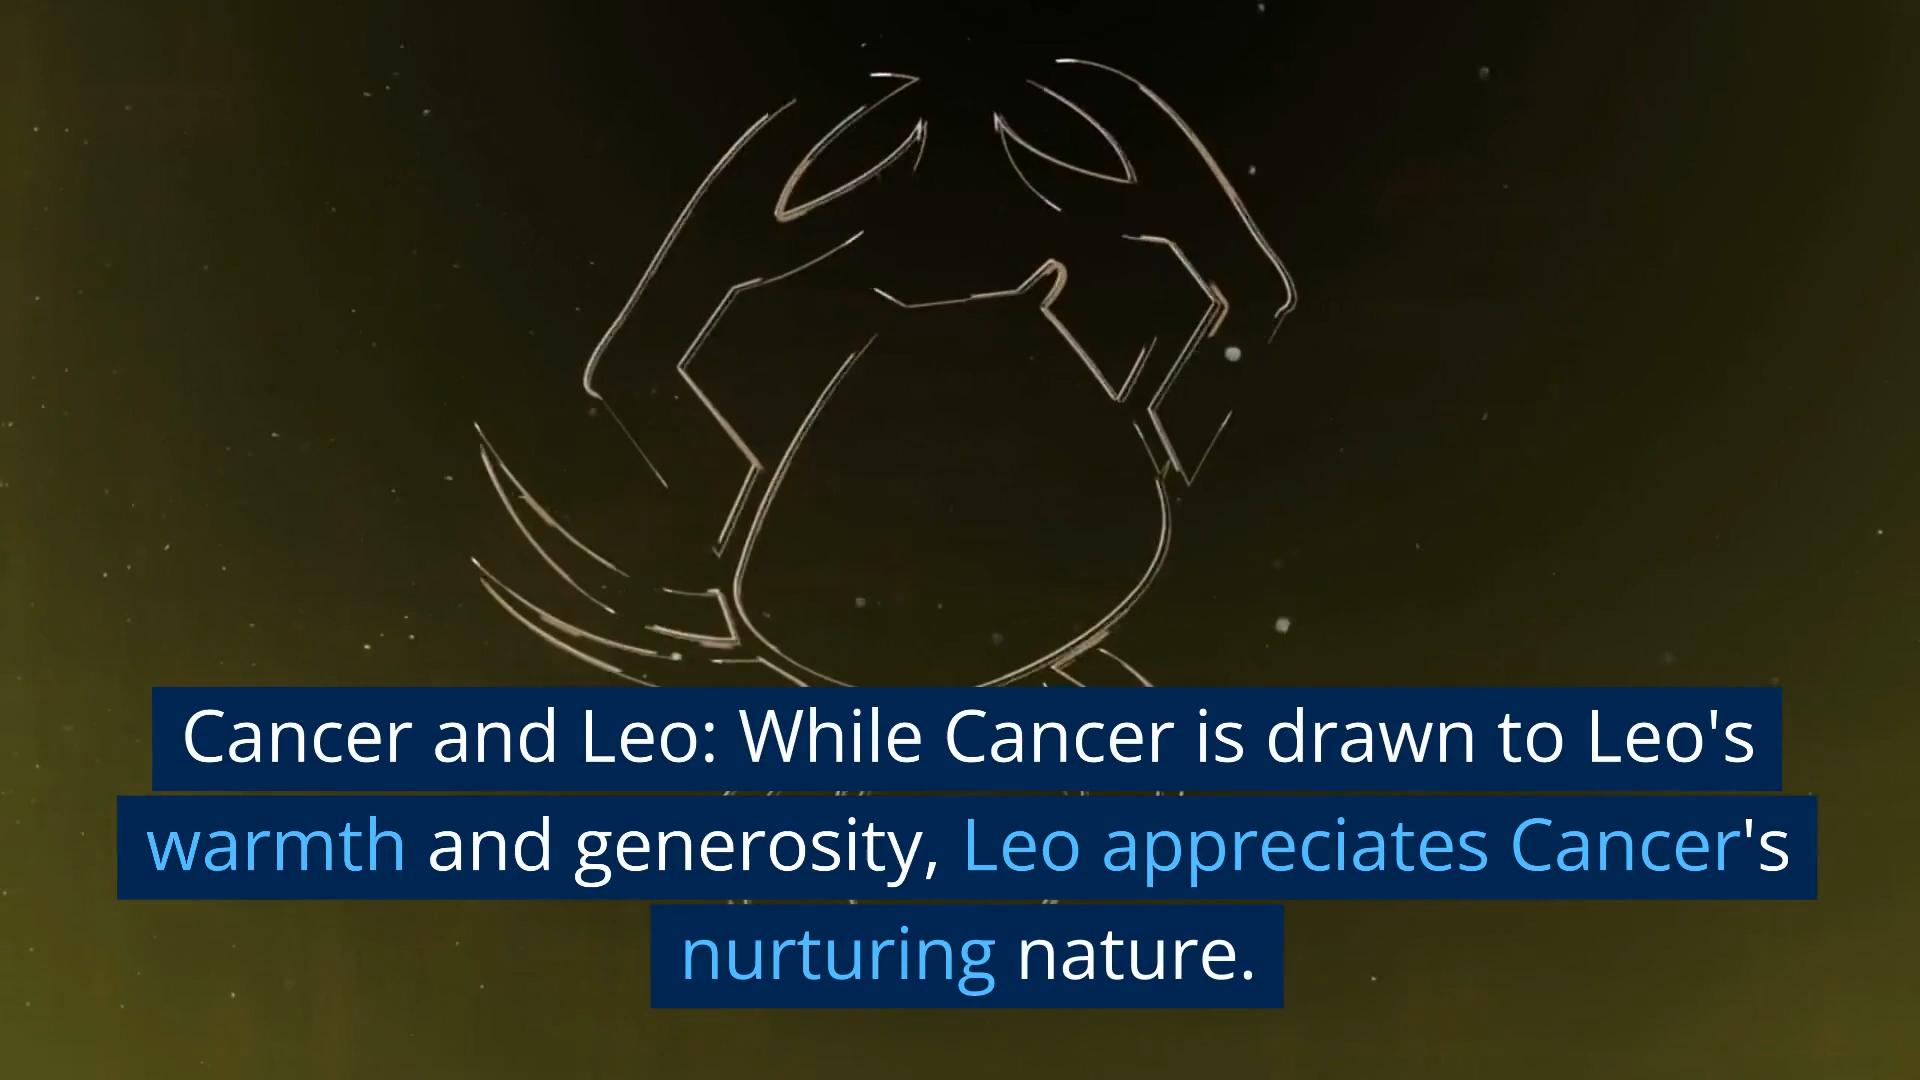 Cancer and Leo: While Cancer is drawn to Leo's
warmth and generosity, Leo appreciates Cancer's
nurturing nature.